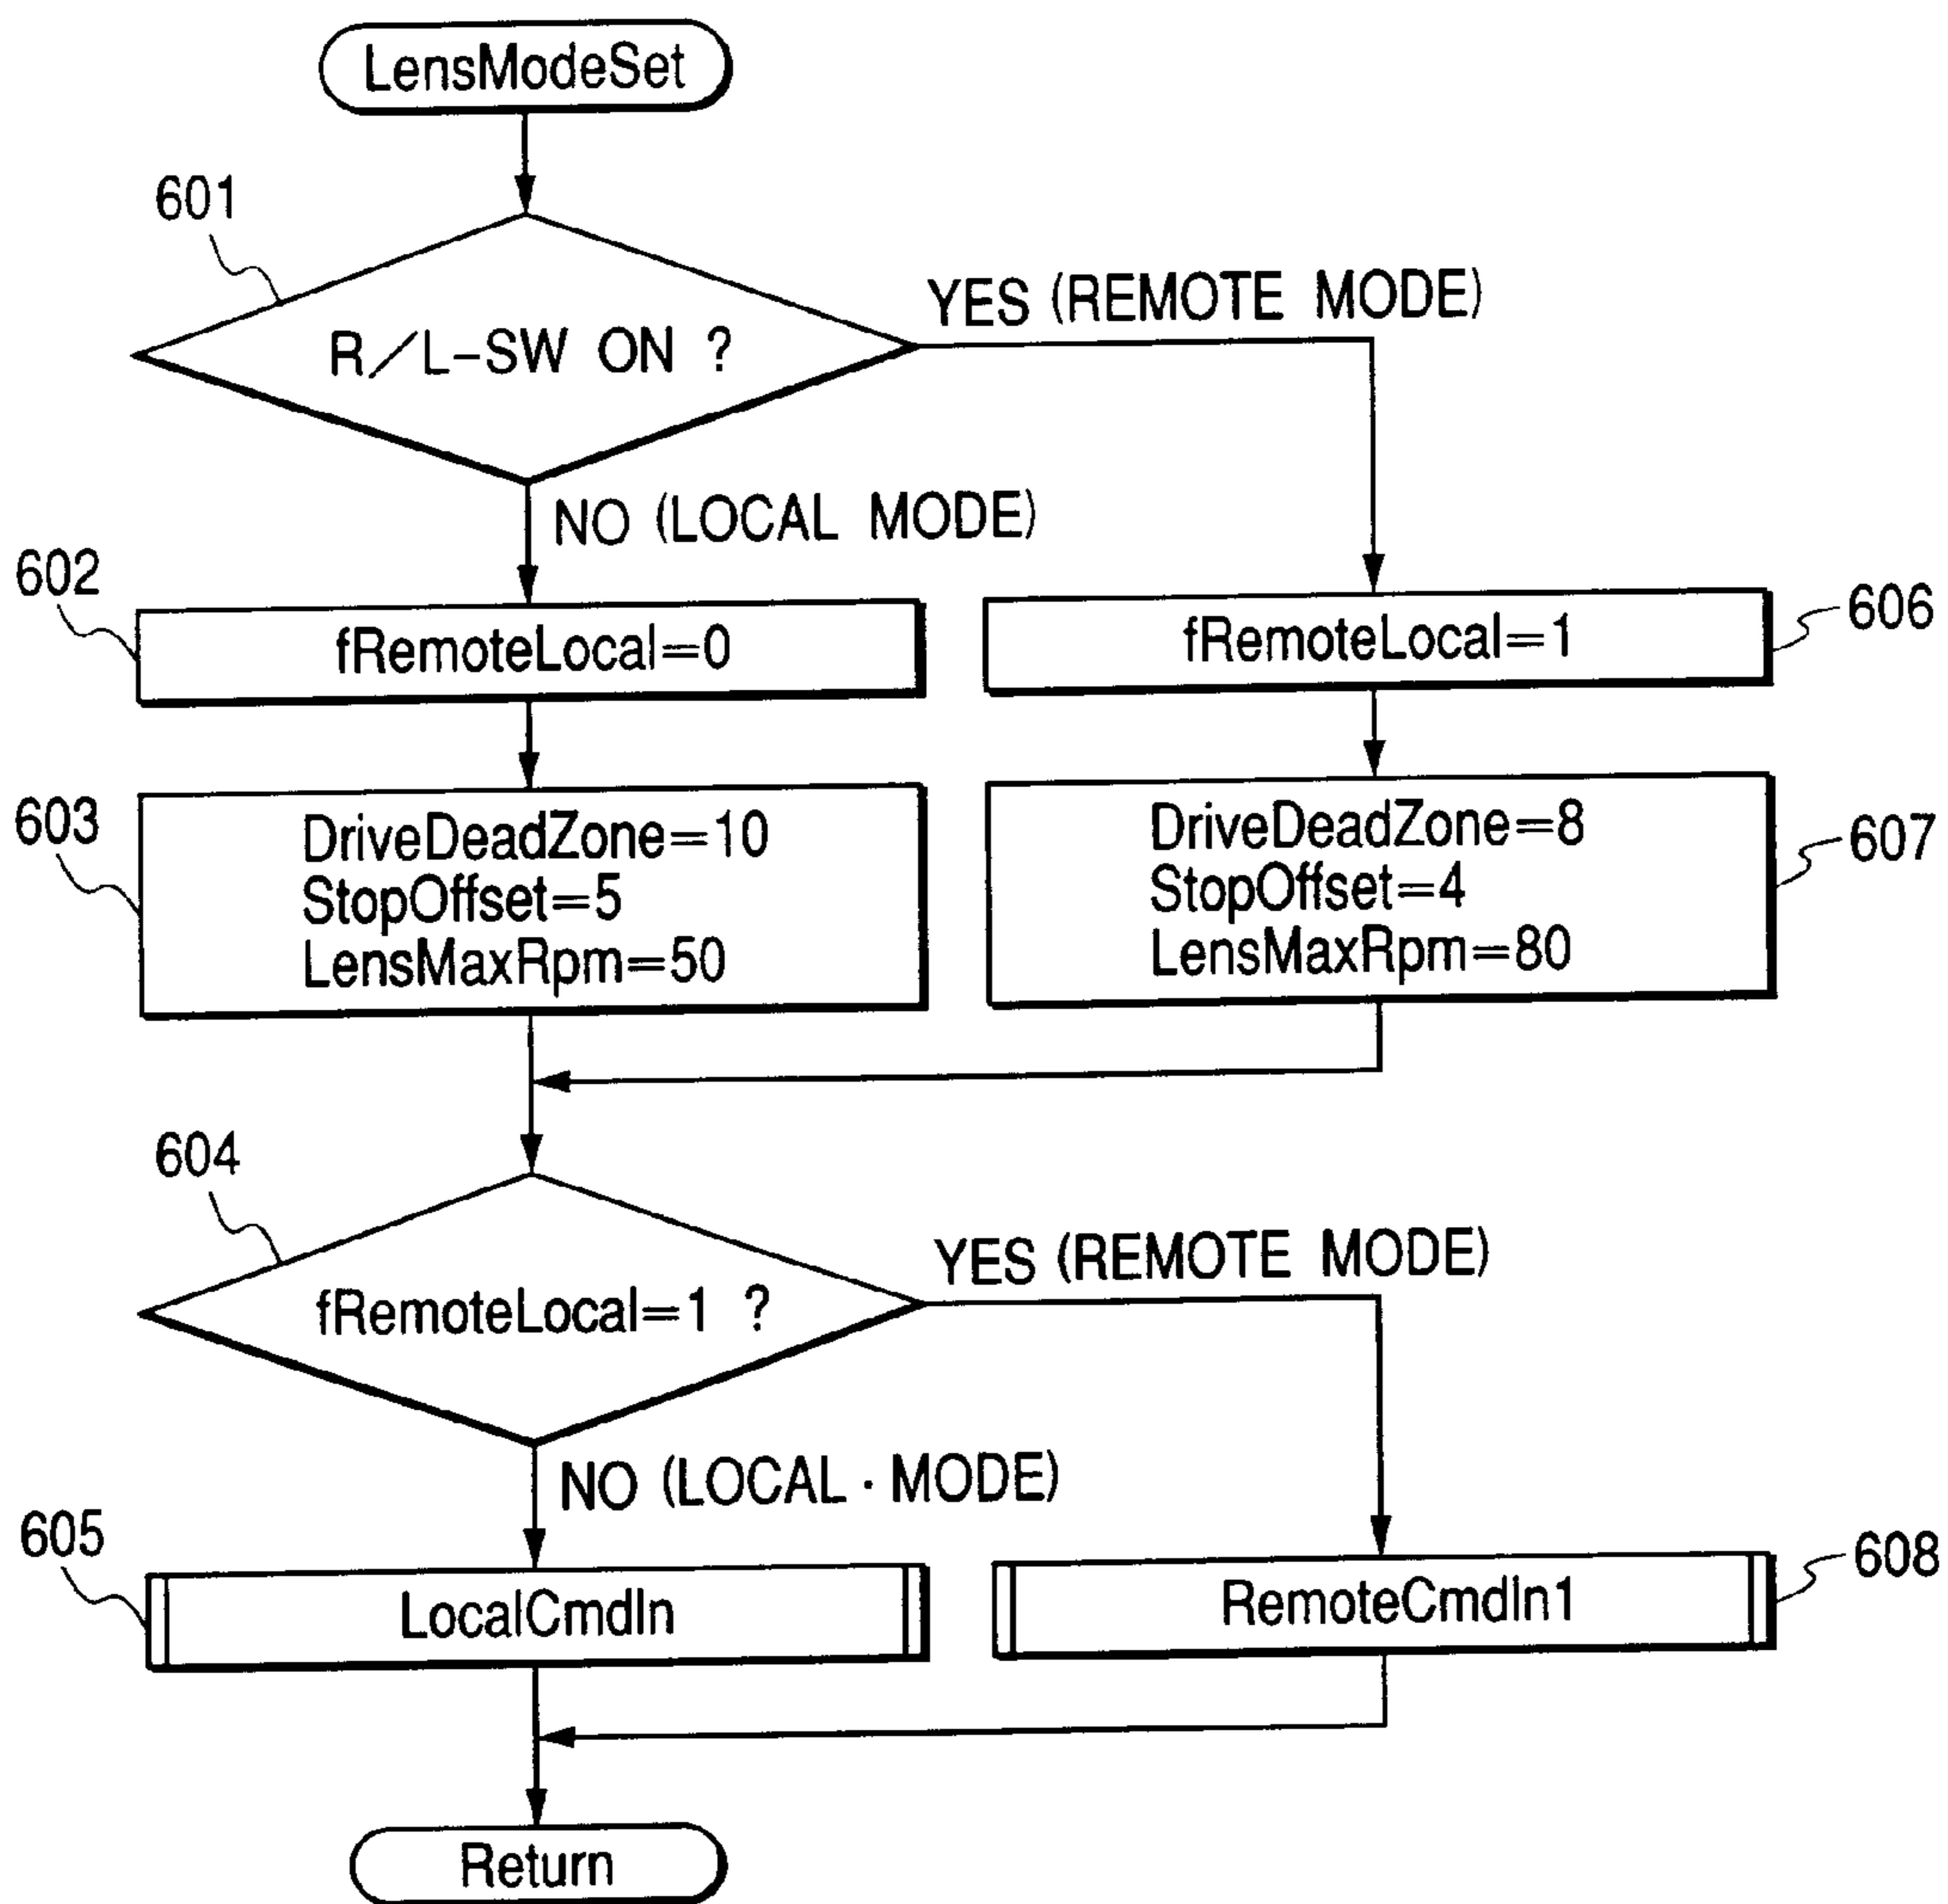 LensModeSet
601
R/L-SW ON ?
YES (REMOTE MODE)
NO (LOCAL MODE)
602
fRemoteLocal=0
fRemoteLocal=1
606
603
DriveDeadZone=10
StopOffset=5
LensMaxRpm=50
DriveDeadZone=8
StopOffset=4
LensMaxRpm=80
607
604
fRemoteLocal=1 ?
YES (REMOTE MODE)
NO (LOCAL · MODE)
605
LocalCmdIn
RemoteCmdIn1
608
Return